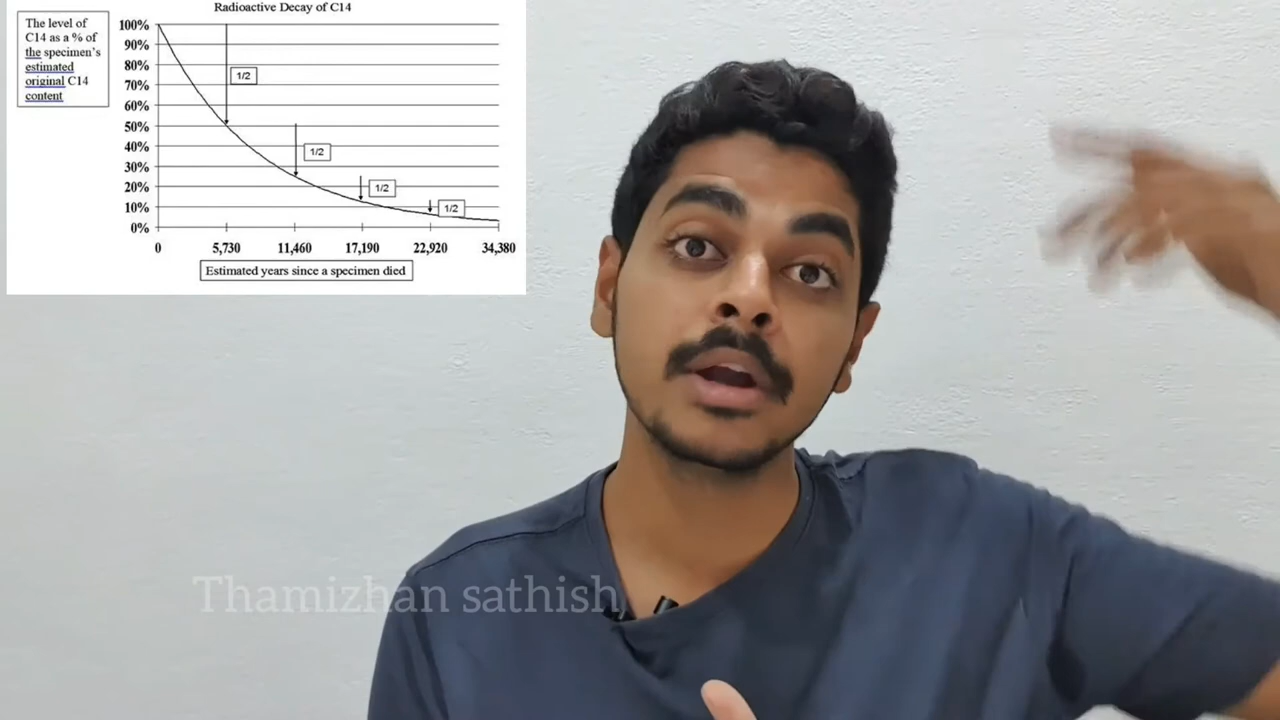 Radioactive Decay of C14
The level of
C14 as a % of
the specimen's
estimated
original C14
content
100%
90%
80%
70%
60%
50%
40%
30%
20%
10%
0%
1/2
1/2
1/2
1/2
0 5,730 11,460 17,190 22,920 34,380
Estimated years since a specimen died
Thamizhan sathish